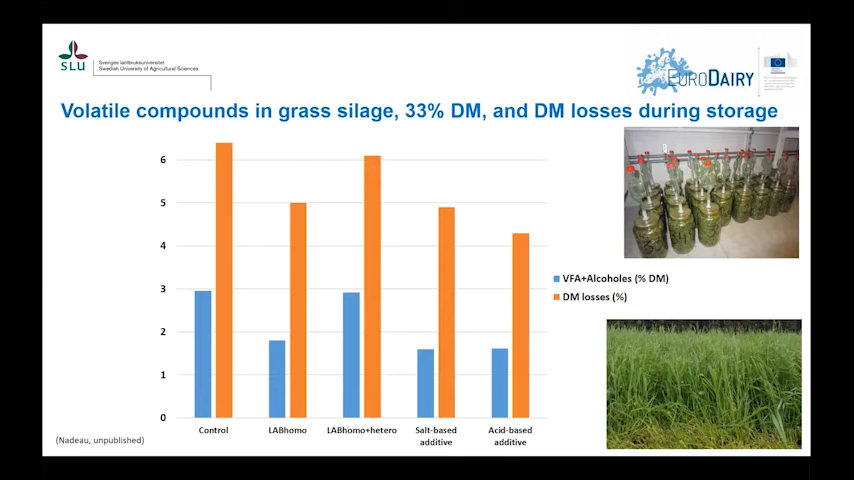 SLU
Sveriges lantbruksuniversitet
Swedish University of Agricultural Sciences
EURODAIRY
Volatile compounds in grass silage, 33% DM, and DM losses during storage
6
5
4
3
2
1
0
Control
LABhomo
LABhomo+hetero
Salt-based
additive
Acid-based
additive
VFA+Alcoholes (% DM)
DM losses (%)
(Nadeau, unpublished)